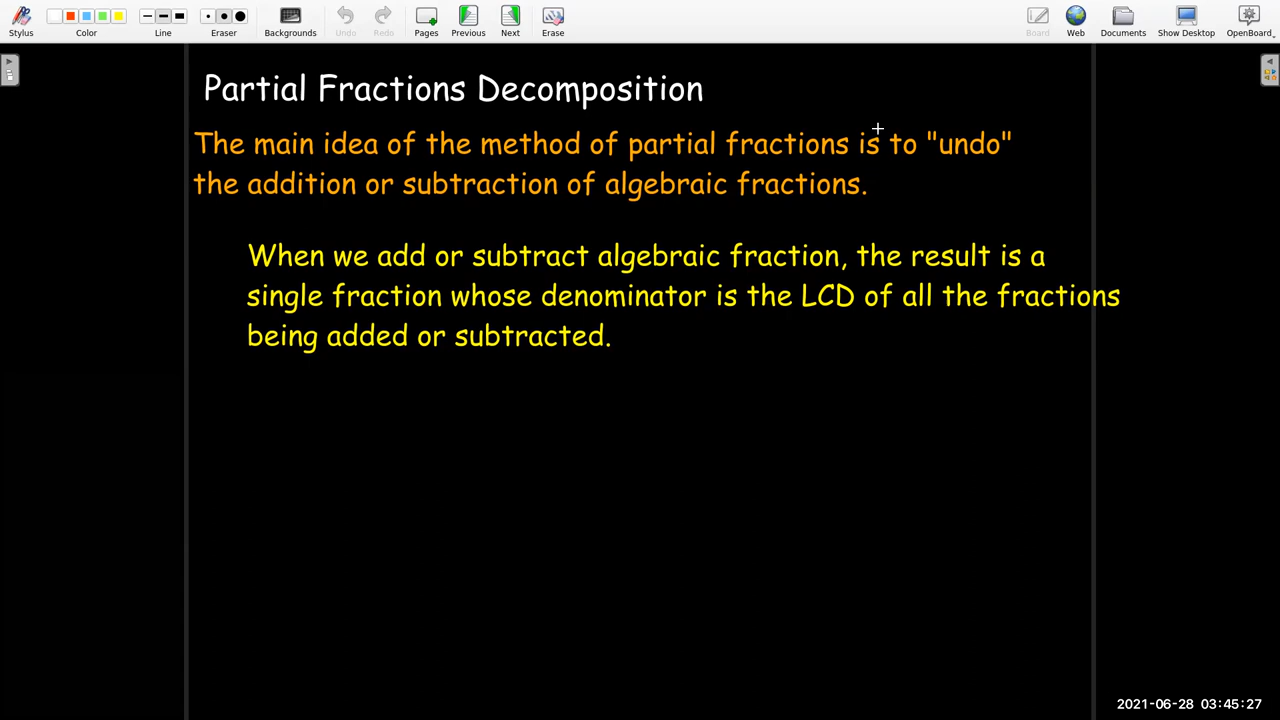 Stylus Color Line Eraser Backgrounds Undo Redo Pages Previous Next Erase Board Web Documents Show Desktop OpenBoard
Partial Fractions Decomposition
The main idea of the method of partial fractions is to "undo"
the addition or subtraction of algebraic fractions.
When we add or subtract algebraic fraction, the result is a
single fraction whose denominator is the LCD of all the fractions
being added or subtracted.
2021-06-28 03:45:27